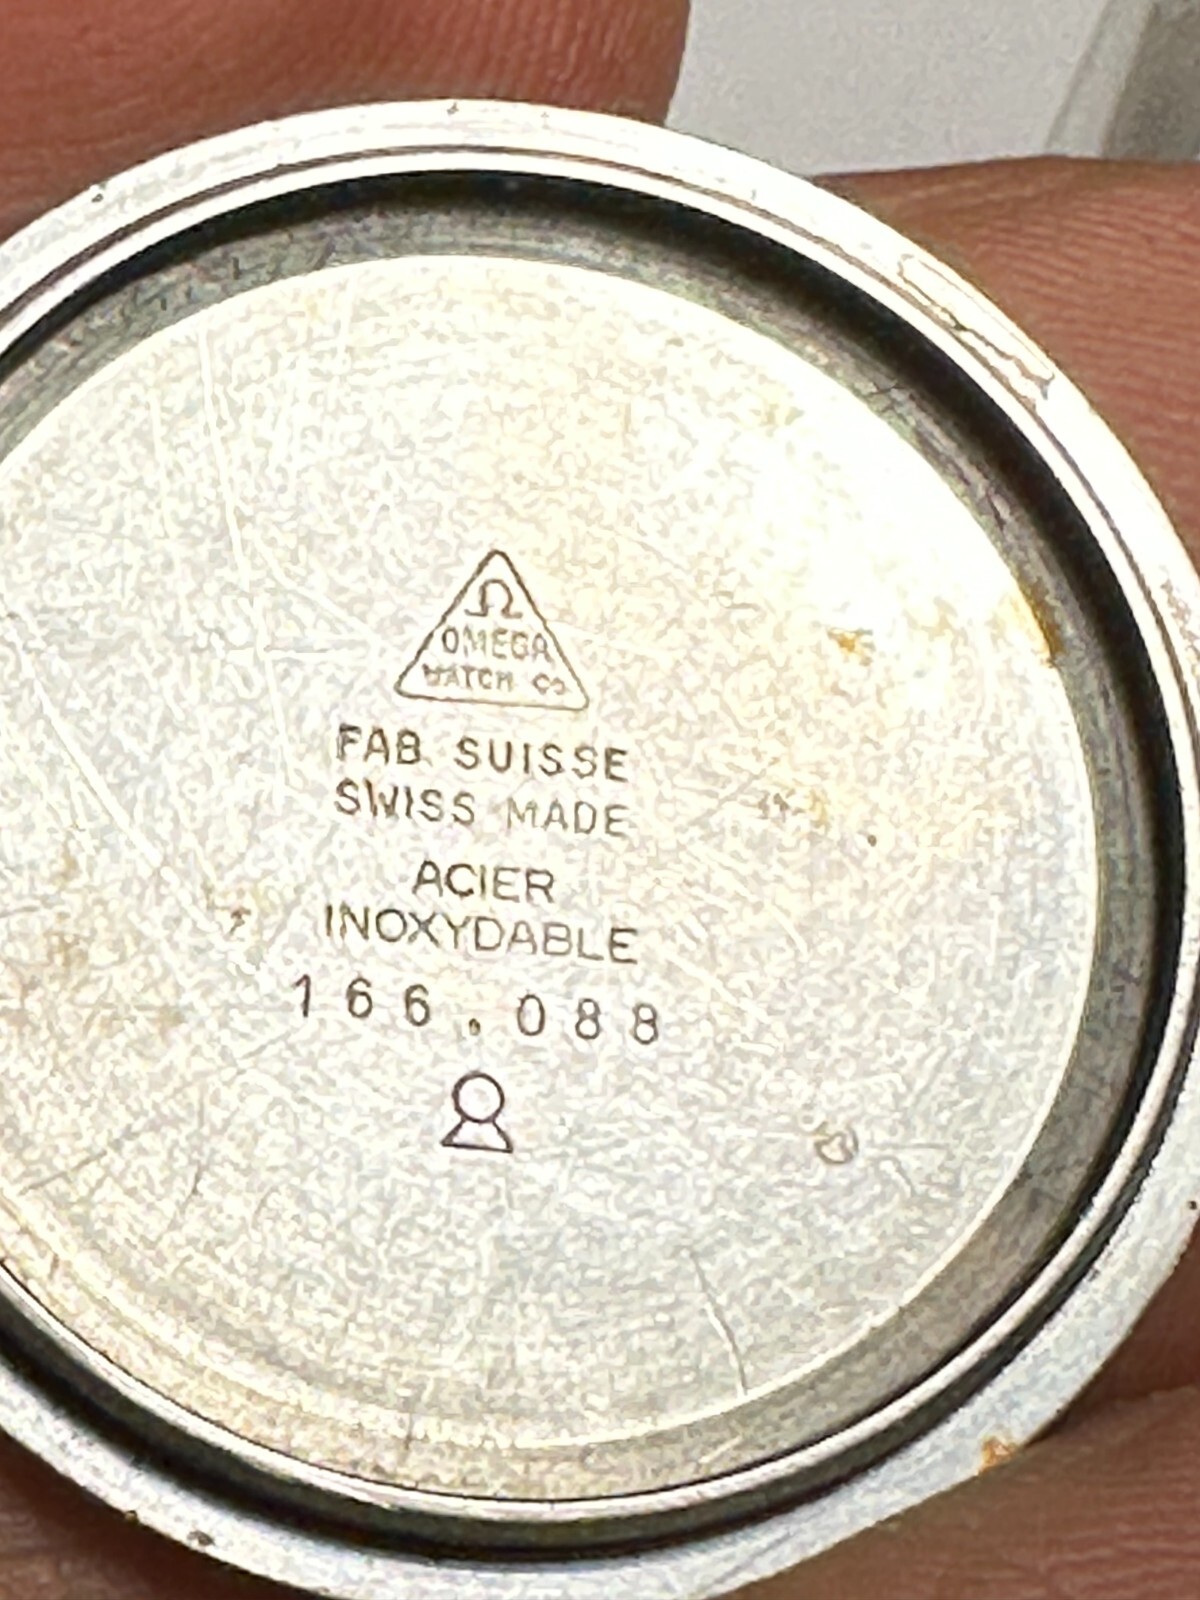 Ω
OMEGA
WATCH Co
FAB. SUISSE
SWISS MADE
ACIER
INOXYDABLE
166.088